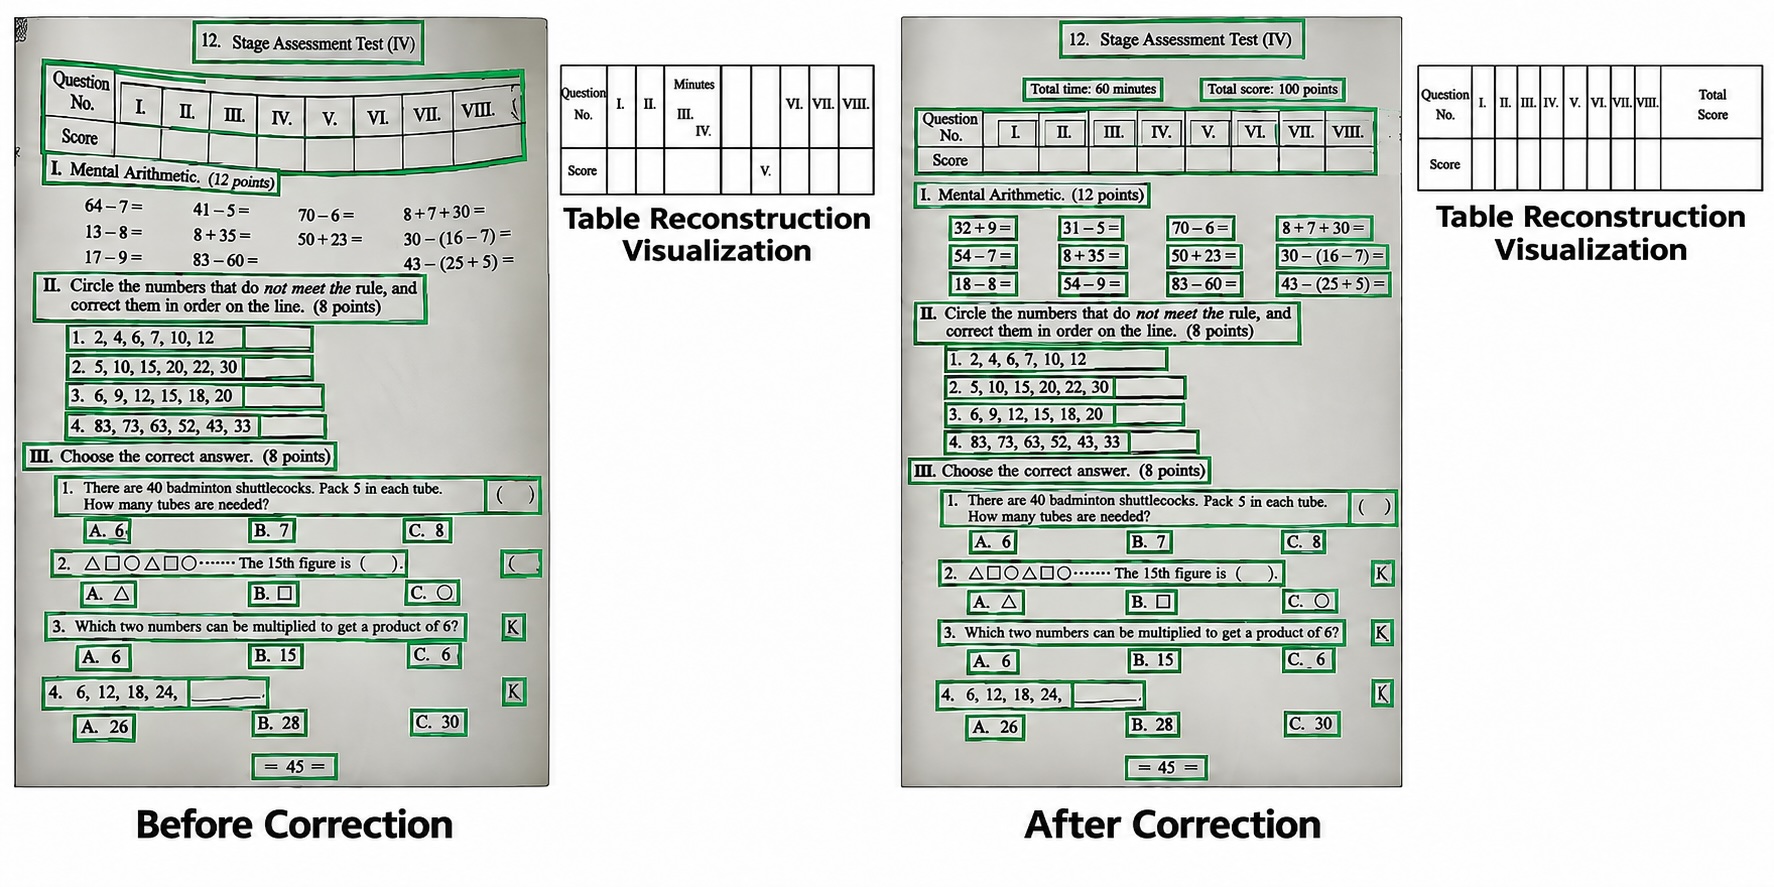 12. Stage Assessment Test (IV)
Question No. I. II. III. IV. V. VI. VII. VIII.
Score
I. Mental Arithmetic. (12 points)
64 – 7 = 41 – 5 = 70 – 6 = 8 + 7 + 30 =
13 – 8 = 8 + 35 = 50 + 23 = 30 – (16 – 7) =
17 – 9 = 83 – 60 = 43 – (25 + 5) =
II. Circle the numbers that do not meet the rule, and
correct them in order on the line. (8 points)
1. 2, 4, 6, 7, 10, 12
2. 5, 10, 15, 20, 22, 30
3. 6, 9, 12, 15, 18, 20
4. 83, 73, 63, 52, 43, 33
III. Choose the correct answer. (8 points)
1. There are 40 badminton shuttlecocks. Pack 5 in each tube. ( )
How many tubes are needed?
A. 6 B. 7 C. 8
2. △□○△□○······· The 15th figure is ( ). (
A. △ B. □ C. ○
3. Which two numbers can be multiplied to get a product of 6? K
A. 6 B. 15 C. 6
4. 6, 12, 18, 24, ______. K
A. 26 B. 28 C. 30
= 45 =
Before Correction
Question No. I. II. Minutes III. IV. VI. VII. VIII.
Score V.
Table Reconstruction
Visualization
12. Stage Assessment Test (IV)
Total time: 60 minutes Total score: 100 points
Question No. I. II. III. IV. V. VI. VII. VIII.
Score
I. Mental Arithmetic. (12 points)
32 + 9 = 31 – 5 = 70 – 6 = 8 + 7 + 30 =
54 – 7 = 8 + 35 = 50 + 23 = 30 – (16 – 7) =
18 – 8 = 54 – 9 = 83 – 60 = 43 – (25 + 5) =
II. Circle the numbers that do not meet the rule, and
correct them in order on the line. (8 points)
1. 2, 4, 6, 7, 10, 12
2. 5, 10, 15, 20, 22, 30
3. 6, 9, 12, 15, 18, 20
4. 83, 73, 63, 52, 43, 33
III. Choose the correct answer. (8 points)
1. There are 40 badminton shuttlecocks. Pack 5 in each tube. ( )
How many tubes are needed?
A. 6 B. 7 C. 8
2. △□○△□○······· The 15th figure is ( ). K
A. △ B. □ C. ○
3. Which two numbers can be multiplied to get a product of 6? K
A. 6 B. 15 C. 6
4. 6, 12, 18, 24, ______. K
A. 26 B. 28 C. 30
= 45 =
After Correction
Question No. I. II. III. IV. V. VI. VII. VIII. Total Score
Score
Table Reconstruction
Visualization